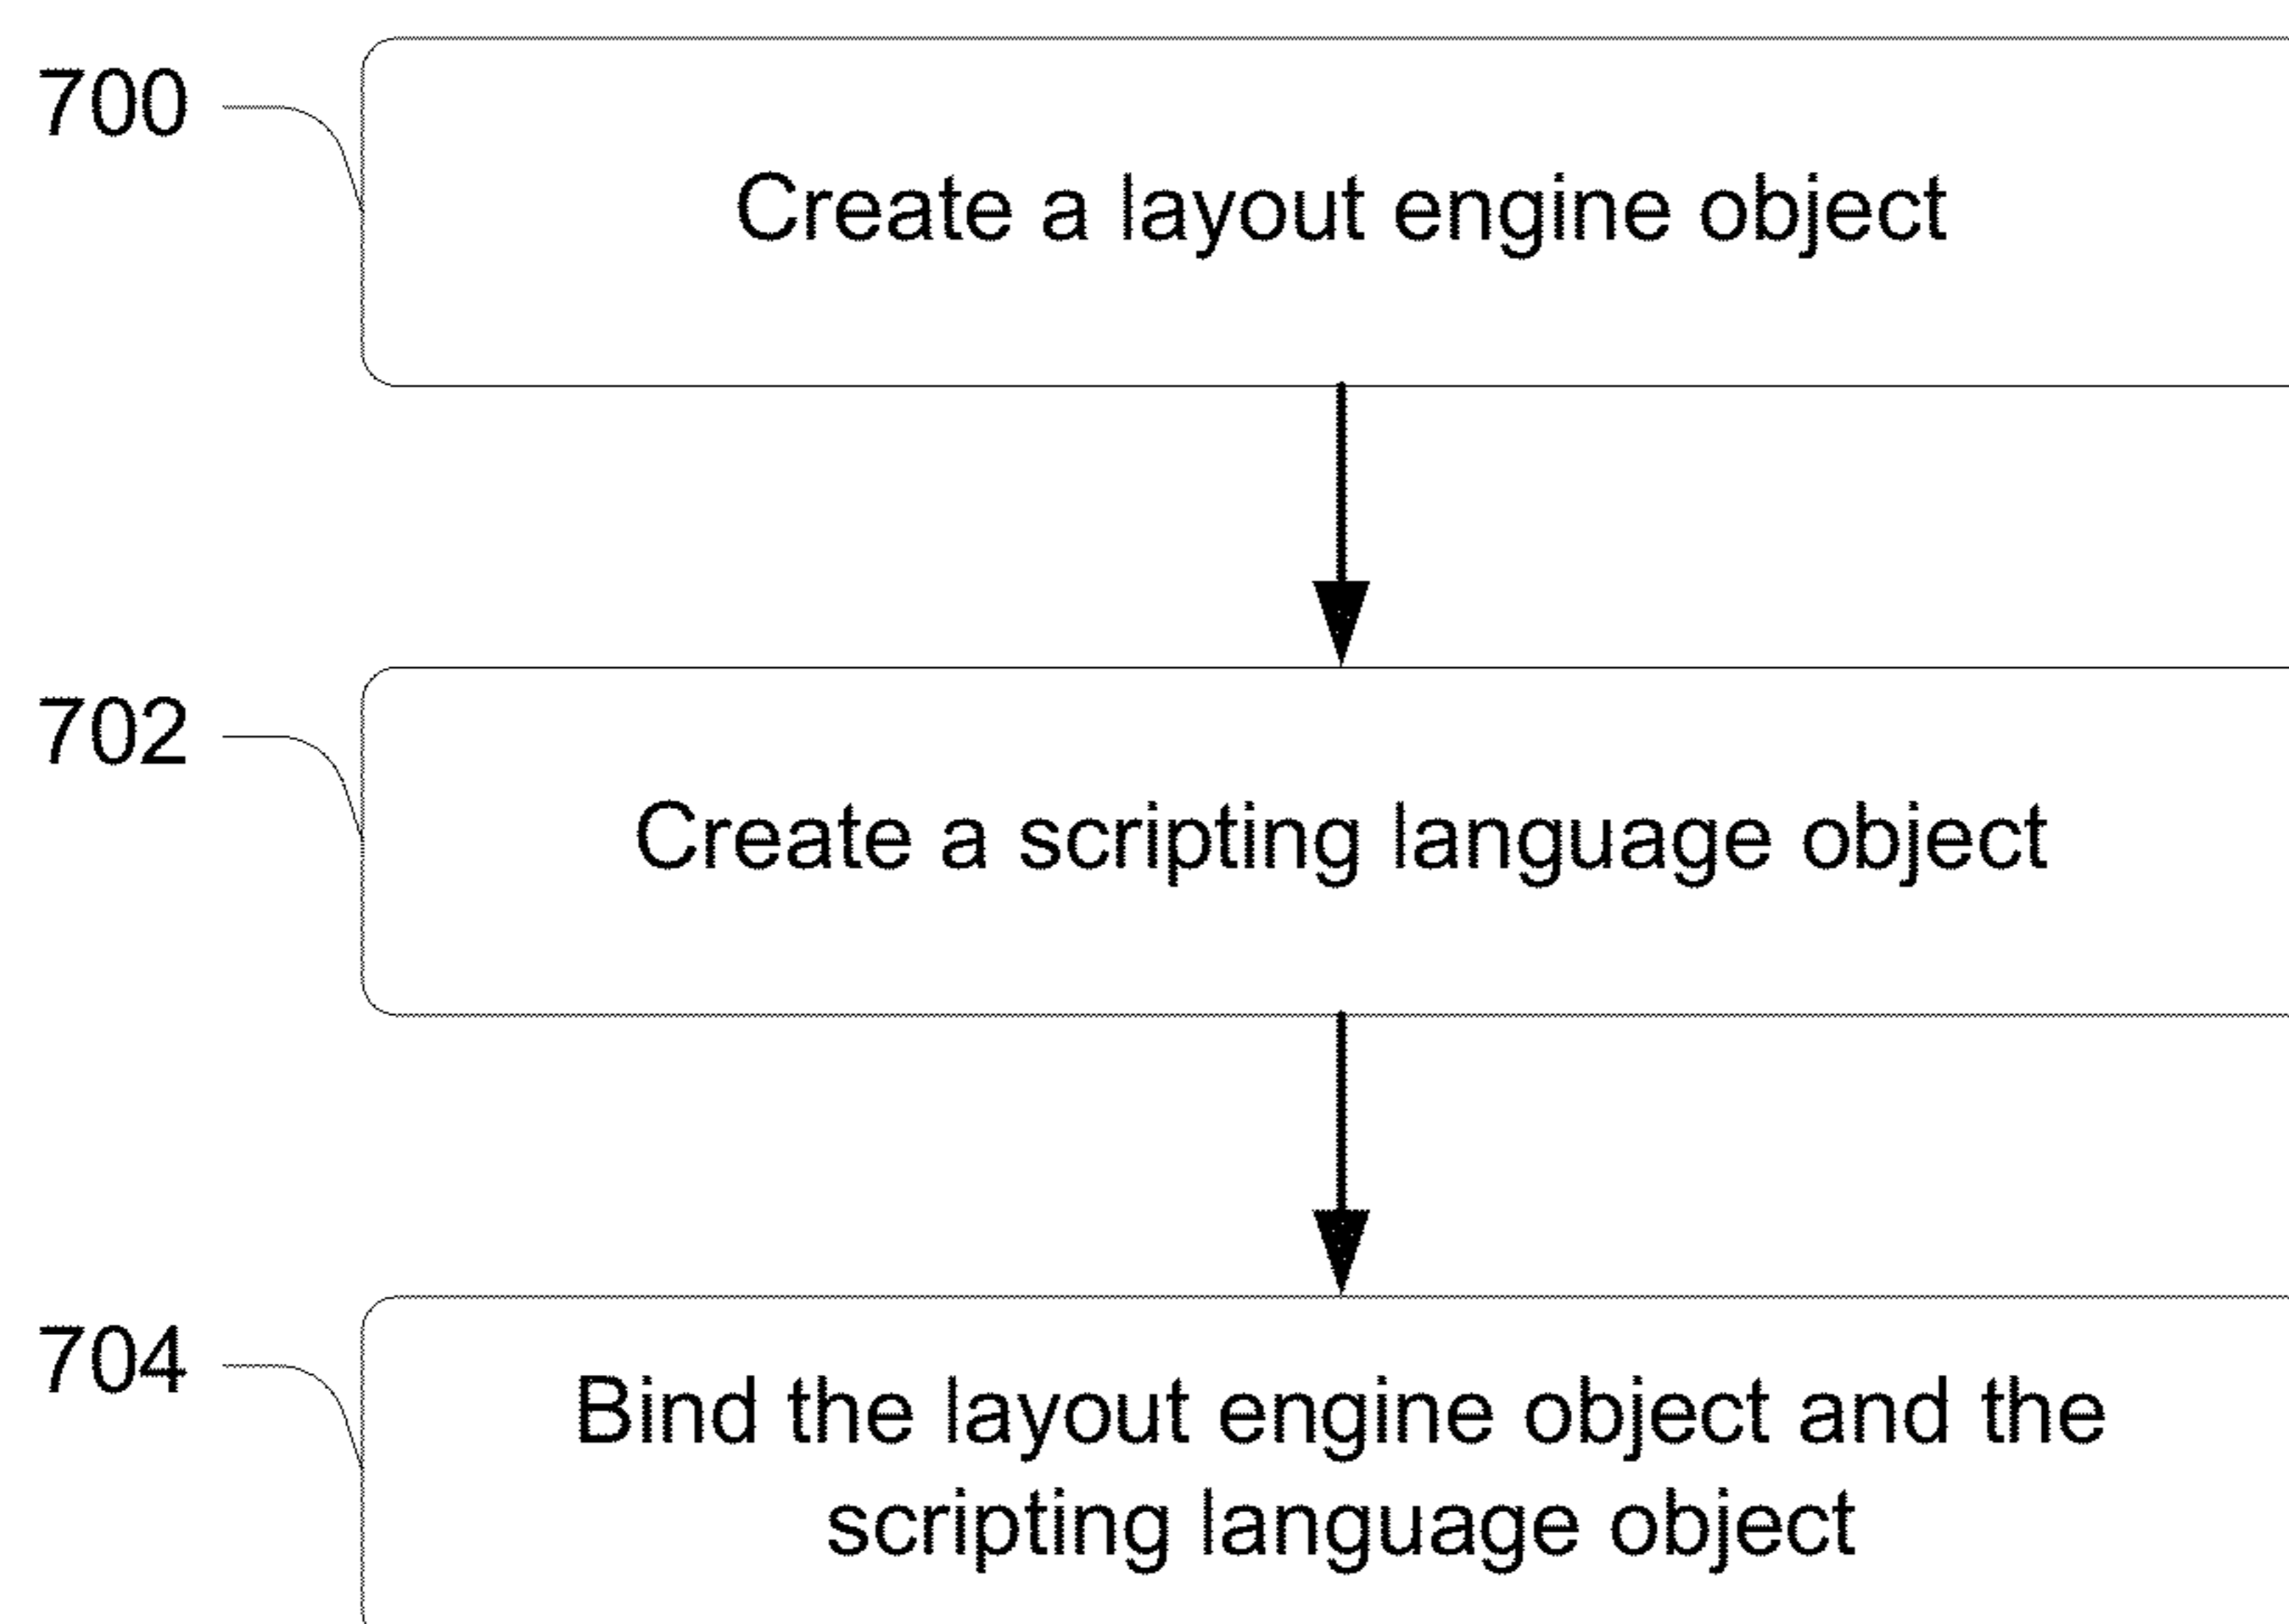 700
Create a layout engine object
702
Create a scripting language object
704
Bind the layout engine object and the
scripting language object